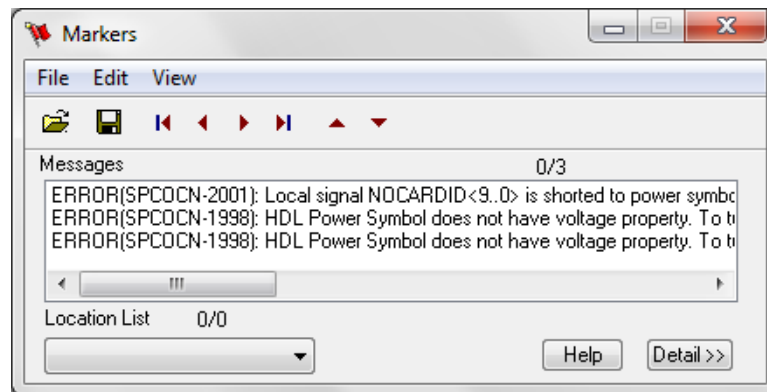 Markers
File Edit View
Messages 0/3
ERROR(SPCOCN-2001): Local signal NOCARDID<9..0> is shorted to power symbo
ERROR(SPCOCN-1998): HDL Power Symbol does not have voltage property. To tu
ERROR(SPCOCN-1998): HDL Power Symbol does not have voltage property. To tu
Location List 0/0
Help Detail >>